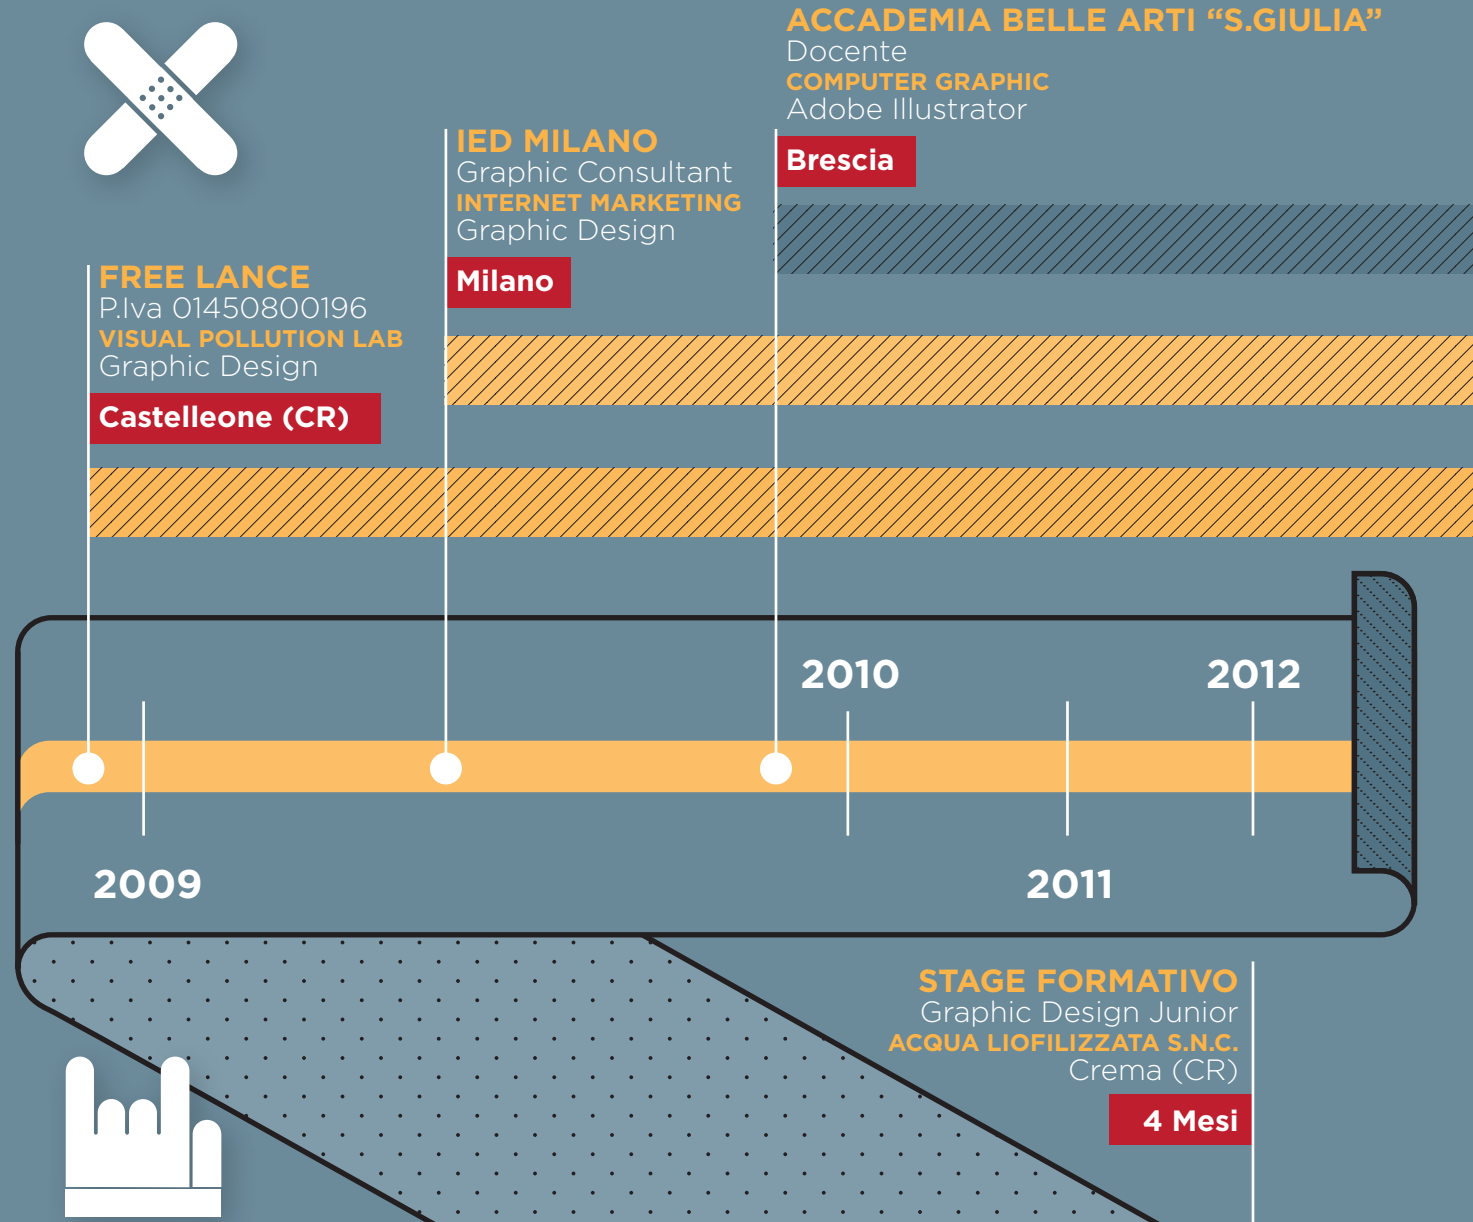 ACCADEMIA BELLE ARTI “S.GIULIA”
Docente
COMPUTER GRAPHIC
Adobe Illustrator
Brescia
IED MILANO
Graphic Consultant
INTERNET MARKETING
Graphic Design
Milano
FREE LANCE
P.Iva 01450800196
VISUAL POLLUTION LAB
Graphic Design
Castelleone (CR)
2010
2012
2009
2011
STAGE FORMATIVO
Graphic Design Junior
ACQUA LIOFILIZZATA S.N.C.
Crema (CR)
4 Mesi